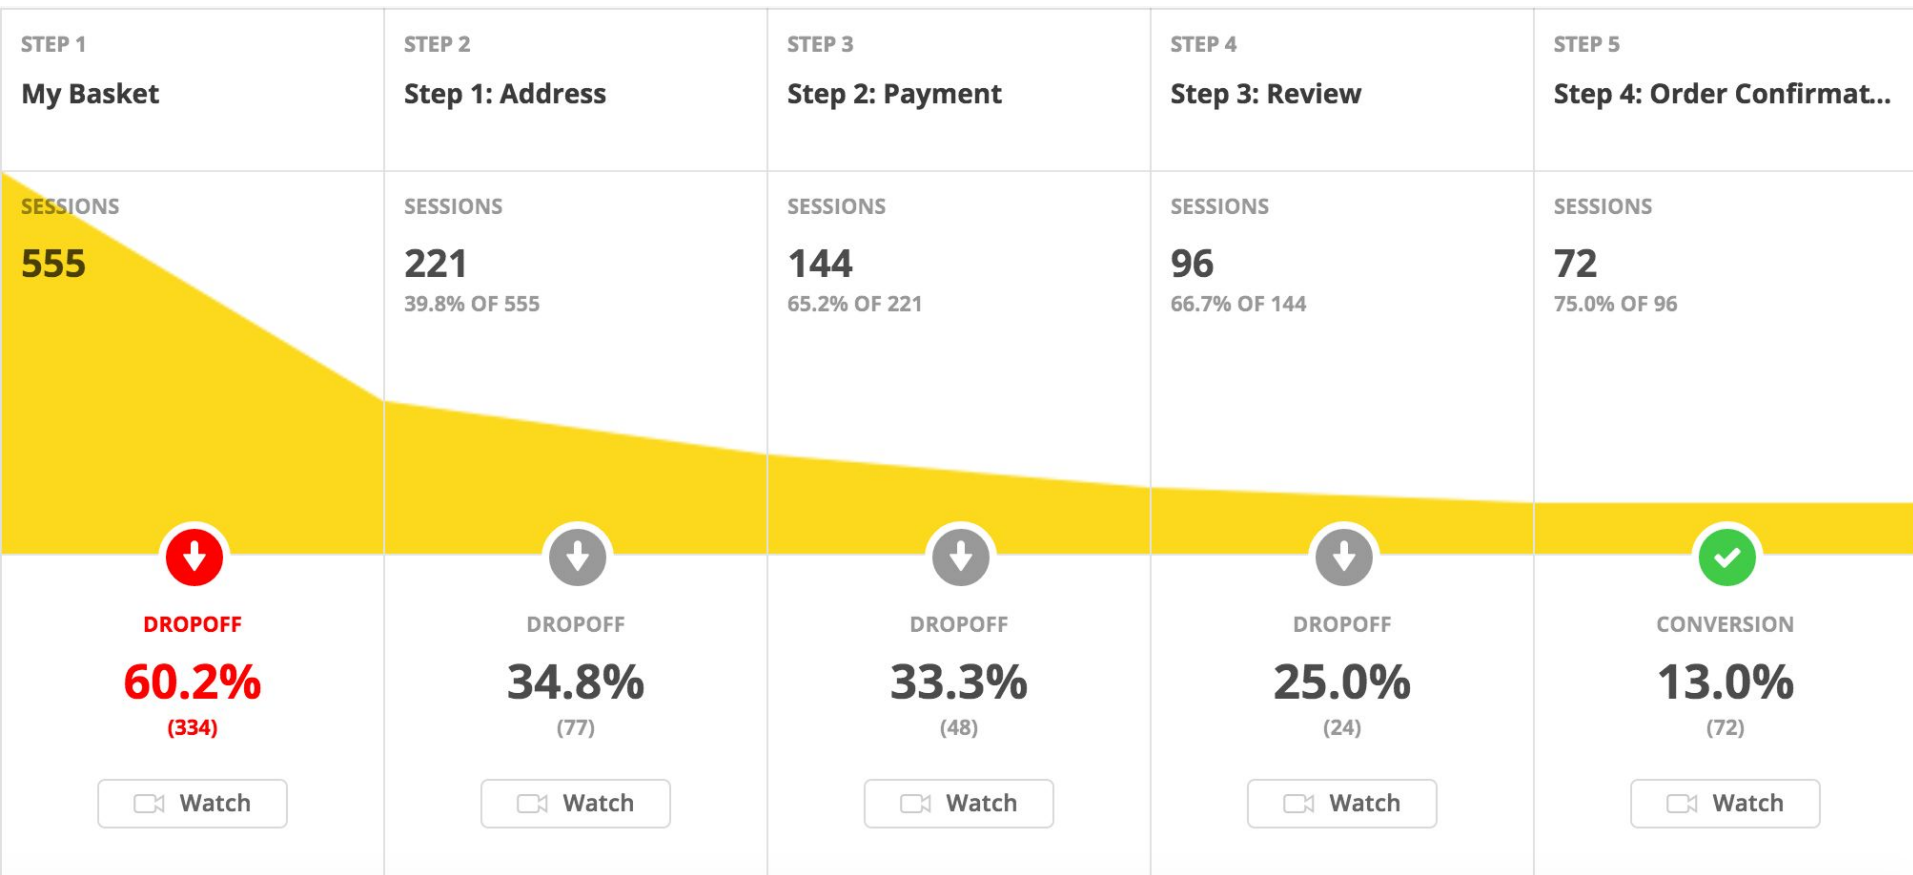 STEP 1
My Basket
SESSIONS
555
DROPOFF
60.2%
(334)
Watch
STEP 2
Step 1: Address
SESSIONS
221
39.8% OF 555
DROPOFF
34.8%
(77)
Watch
STEP 3
Step 2: Payment
SESSIONS
144
65.2% OF 221
DROPOFF
33.3%
(48)
Watch
STEP 4
Step 3: Review
SESSIONS
96
66.7% OF 144
DROPOFF
25.0%
(24)
Watch
STEP 5
Step 4: Order Confirmat...
SESSIONS
72
75.0% OF 96
CONVERSION
13.0%
(72)
Watch